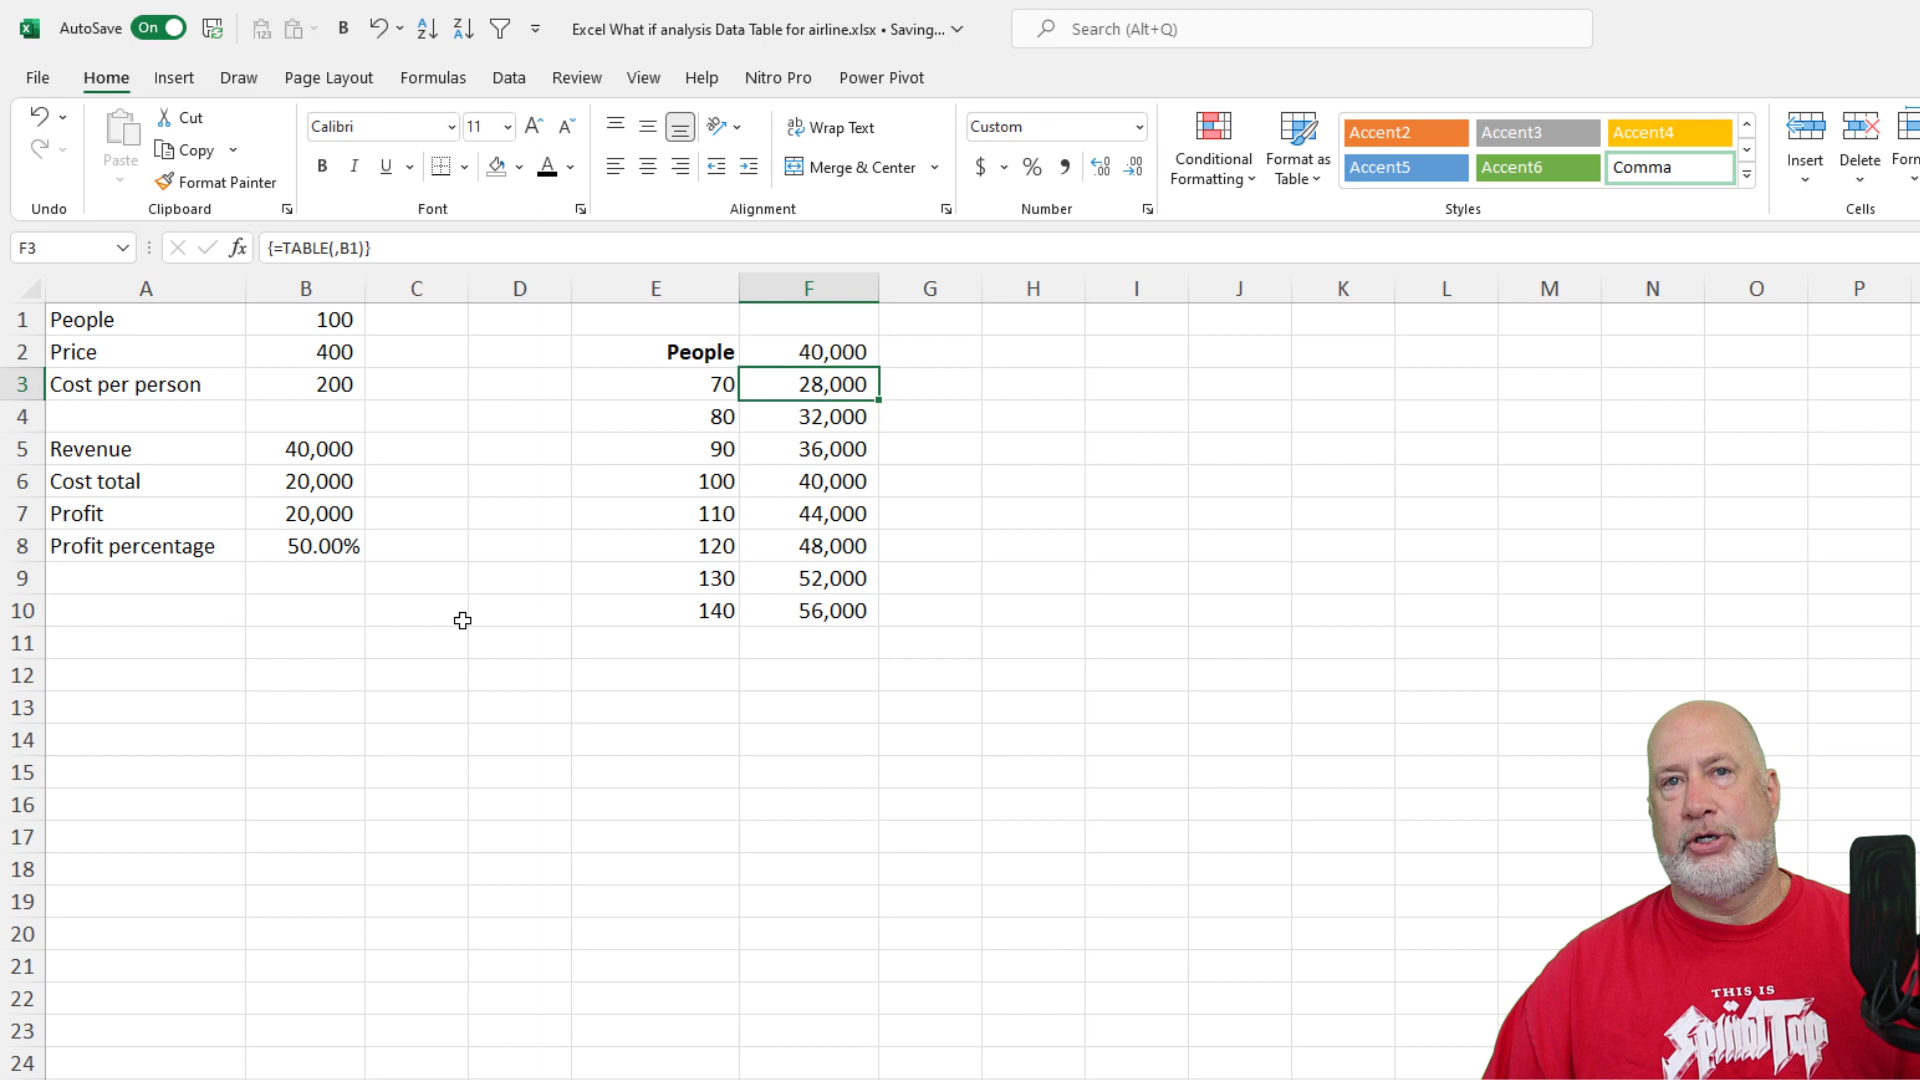 AutoSave On B Excel What if analysis Data Table for airline.xlsx • Saving... Search (Alt+Q)
File Home Insert Draw Page Layout Formulas Data Review View Help Nitro Pro Power Pivot
Paste Cut Copy Format Painter
Calibri 11 B I U
Wrap Text
Merge & Center
Custom
$ %
Conditional Formatting
Format as Table
Accent2 Accent3 Accent4
Accent5 Accent6 Comma
Insert Delete
Undo Clipboard Font Alignment Number Styles Cells
F3 fx {=TABLE(,B1)}
A B C D E F G H I J K L M N O P
1 People 100
2 Price 400 People 40,000
3 Cost per person 200 70 28,000
4 80 32,000
5 Revenue 40,000 90 36,000
6 Cost total 20,000 100 40,000
7 Profit 20,000 110 44,000
8 Profit percentage 50.00% 120 48,000
9 130 52,000
10 140 56,000
11
12
13
14
15
16
17
18
19
20
21
22
23
24
THIS IS
Spın̈al Tap